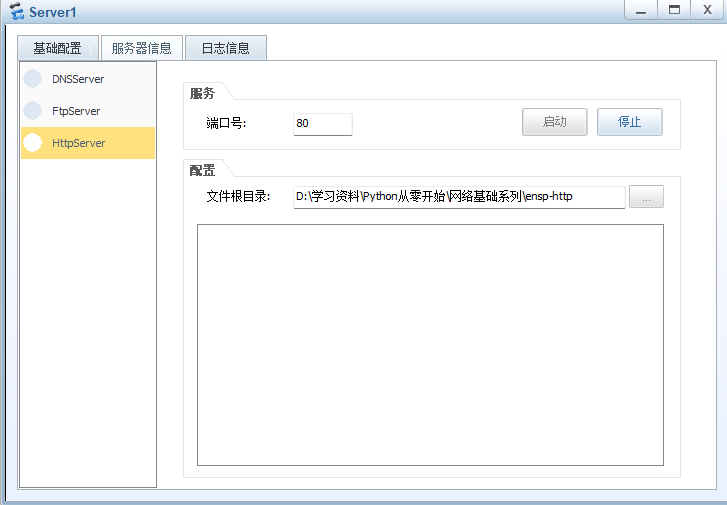 Server1
X
基础配置 服务器信息 日志信息
DNSServer
FtpServer
HttpServer
服务
端口号: 80 启动 停止
配置
文件根目录: D:\学习资料\Python从零开始\网络基础系列\ensp-http ...